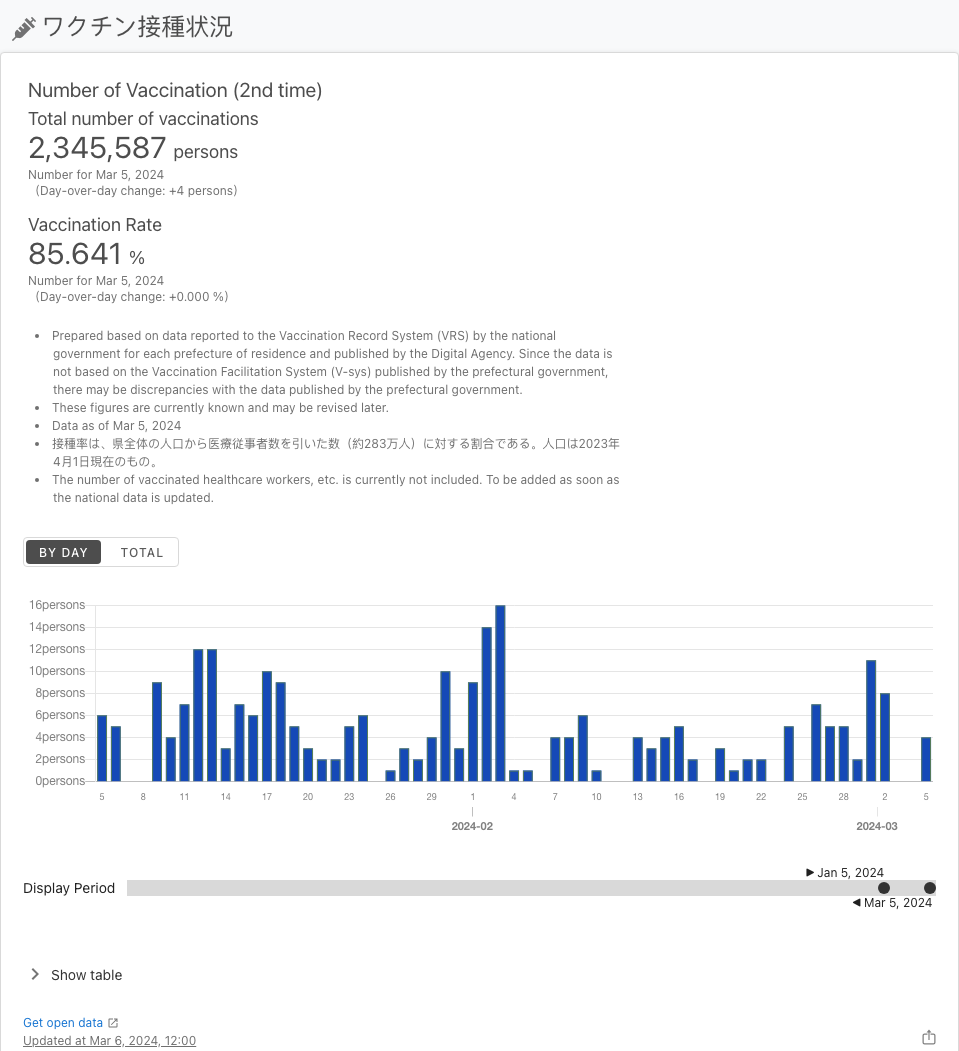 ワクチン接種状況
Number of Vaccination (2nd time)
Total number of vaccinations
2,345,587 persons
Number for Mar 5, 2024
(Day-over-day change: +4 persons)
Vaccination Rate
85.641 %
Number for Mar 5, 2024
(Day-over-day change: +0.000 %)
• Prepared based on data reported to the Vaccination Record System (VRS) by the national
government for each prefecture of residence and published by the Digital Agency. Since the data is
not based on the Vaccination Facilitation System (V-sys) published by the prefectural government,
there may be discrepancies with the data published by the prefectural government.
• These figures are currently known and may be revised later.
• Data as of Mar 5, 2024
• 接種率は、県全体の人口から医療従事者数を引いた数（約283万人）に対する割合である。人口は2023年
4月1日現在のもの。
• The number of vaccinated healthcare workers, etc. is currently not included. To be added as soon as
the national data is updated.
BY DAY TOTAL
16persons
14persons
12persons
10persons
8persons
6persons
4persons
2persons
0persons
5 8 11 14 17 20 23 26 29 1 4 7 10 13 16 19 22 25 28 2 5
2024-02 2024-03
Jan 5, 2024
Display Period
Mar 5, 2024
Show table
Get open data
Updated at Mar 6, 2024, 12:00